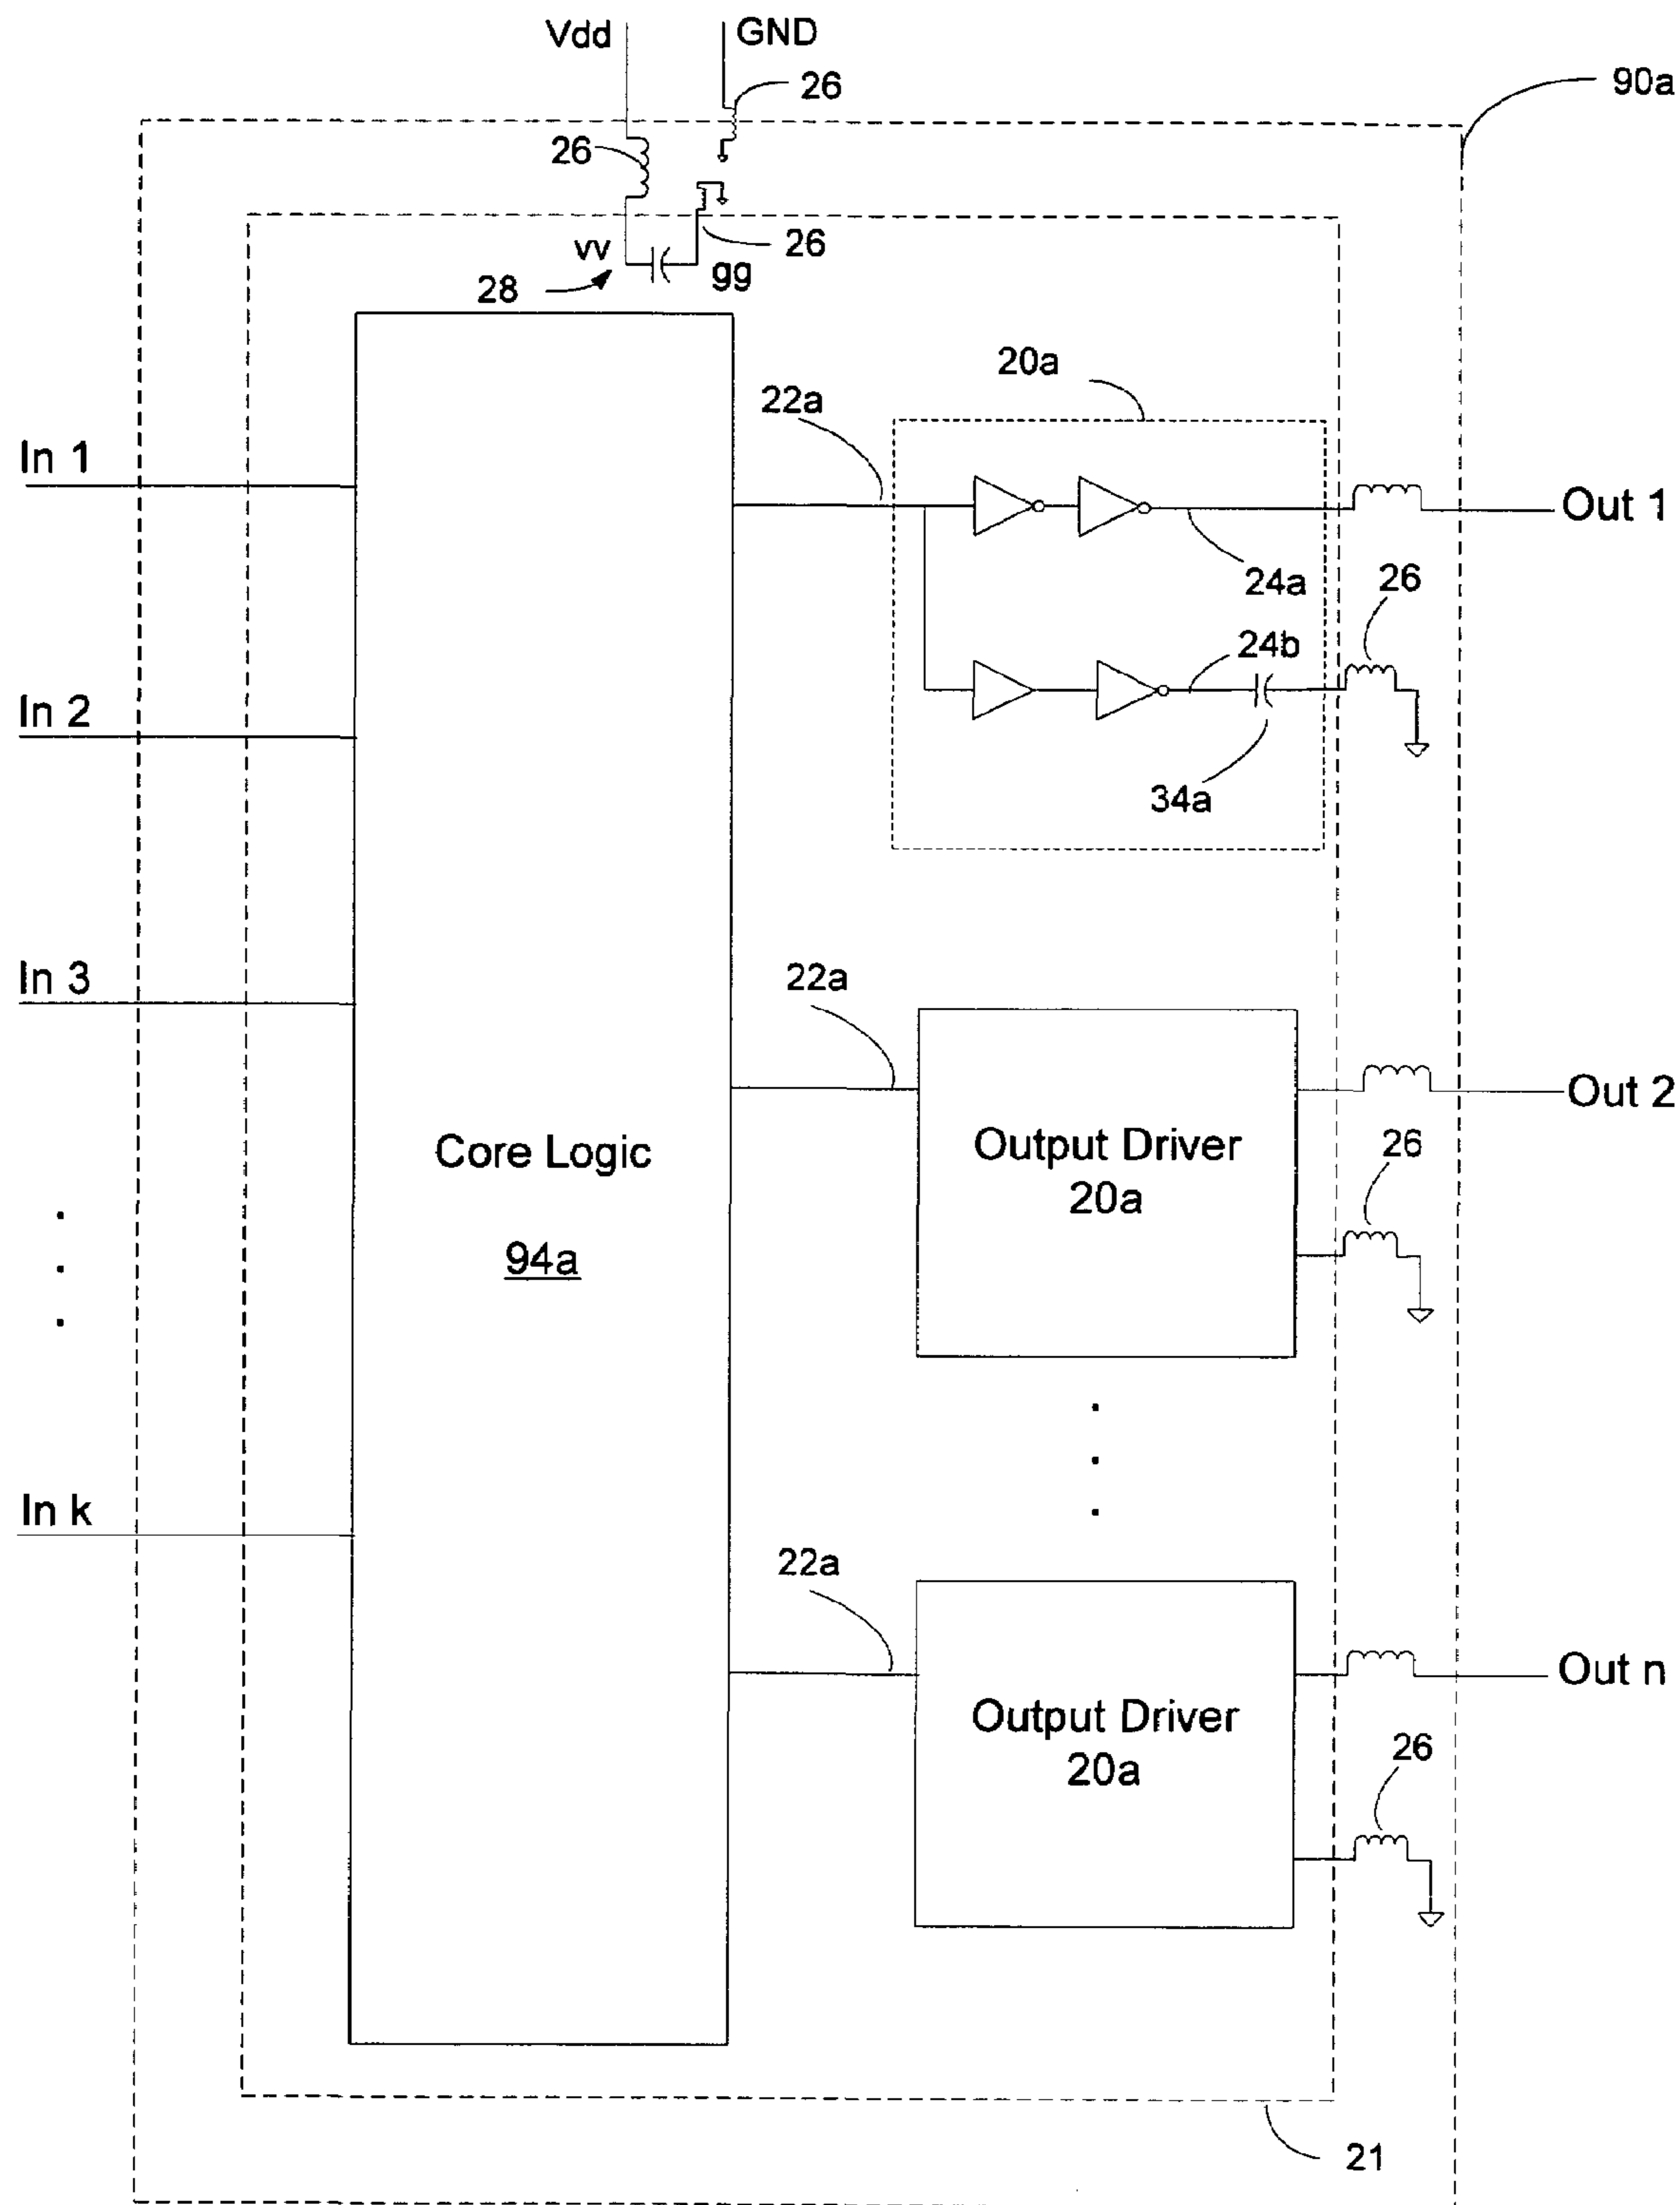 Vdd
GND
26
90a
26
vv
26
28
gg
20a
22a
In 1
Out 1
24a
26
24b
In 2
34a
22a
In 3
Out 2
Output Driver
20a
26
Core Logic
94a
In k
22a
Out n
Output Driver
20a
26
21